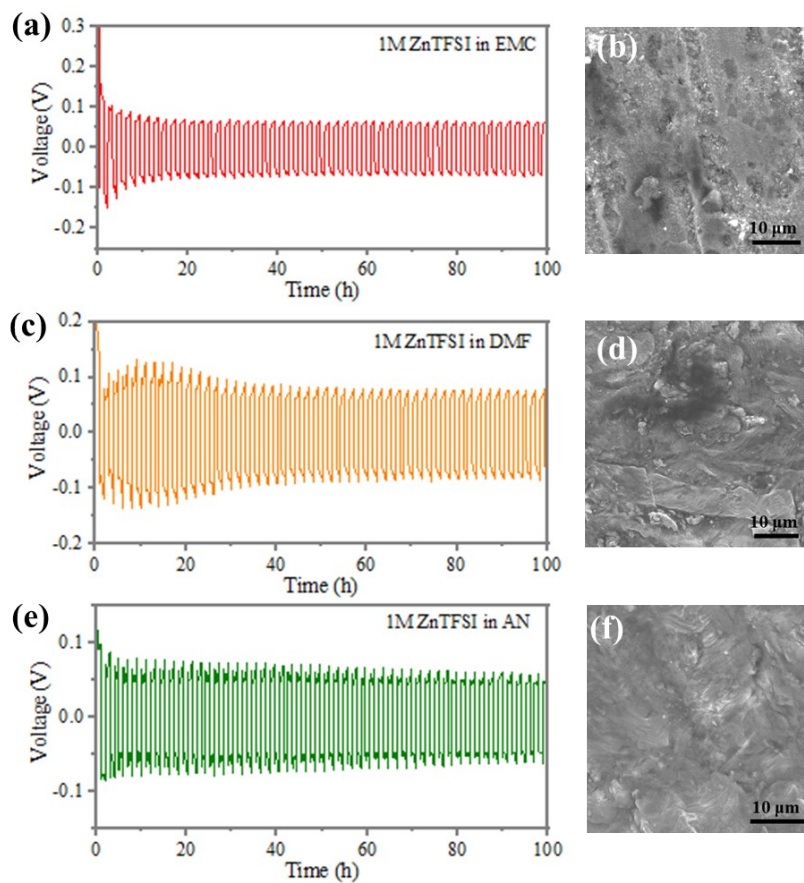 (a)
1M ZnTFSI in EMC
Voltage (V)
0.3
0.2
0.1
0.0
-0.1
-0.2
0 20 40 60 80 100
Time (h)
(b)
10 μm
(c)
1M ZnTFSI in DMF
Voltage (V)
0.2
0.1
0.0
-0.1
-0.2
0 20 40 60 80 100
Time (h)
(d)
10 μm
(e)
1M ZnTFSI in AN
Voltage (V)
0.1
0.0
-0.1
0 20 40 60 80 100
Time (h)
(f)
10 μm